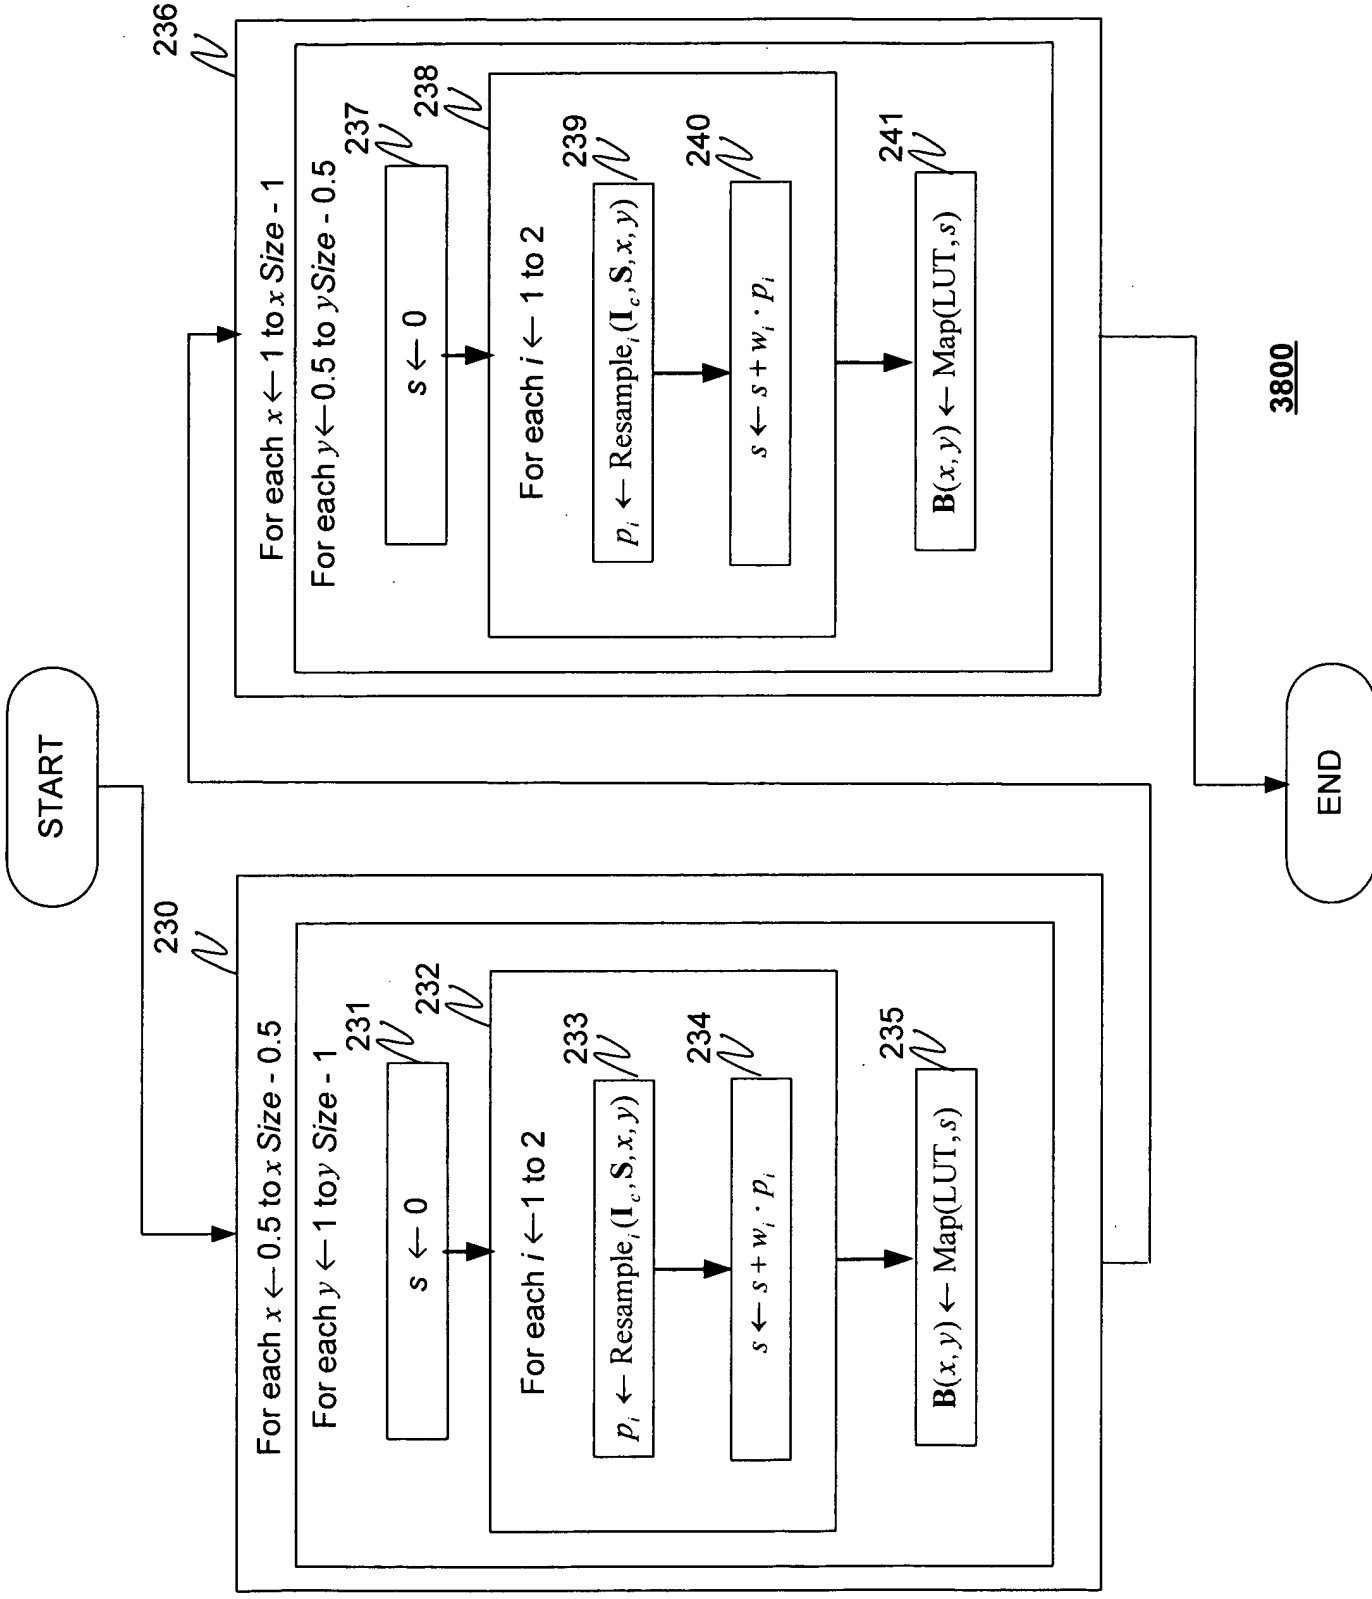 START
230
For each x ← 0.5 to x Size - 0.5
For each y ← 1 to y Size - 1
231
s ← 0
232
For each i ← 1 to 2
233
p_i ← Resample_i(I_c, S, x, y)
234
s ← s + w_i · p_i
235
B(x, y) ← Map(LUT, s)
236
For each x ← 1 to x Size - 1
For each y ← 0.5 to ySize - 0.5
237
s ← 0
238
For each i ← 1 to 2
239
p_i ← Resample_i(I_c, S, x, y)
240
s ← s + w_i · p_i
241
B(x, y) ← Map(LUT, s)
END
3800